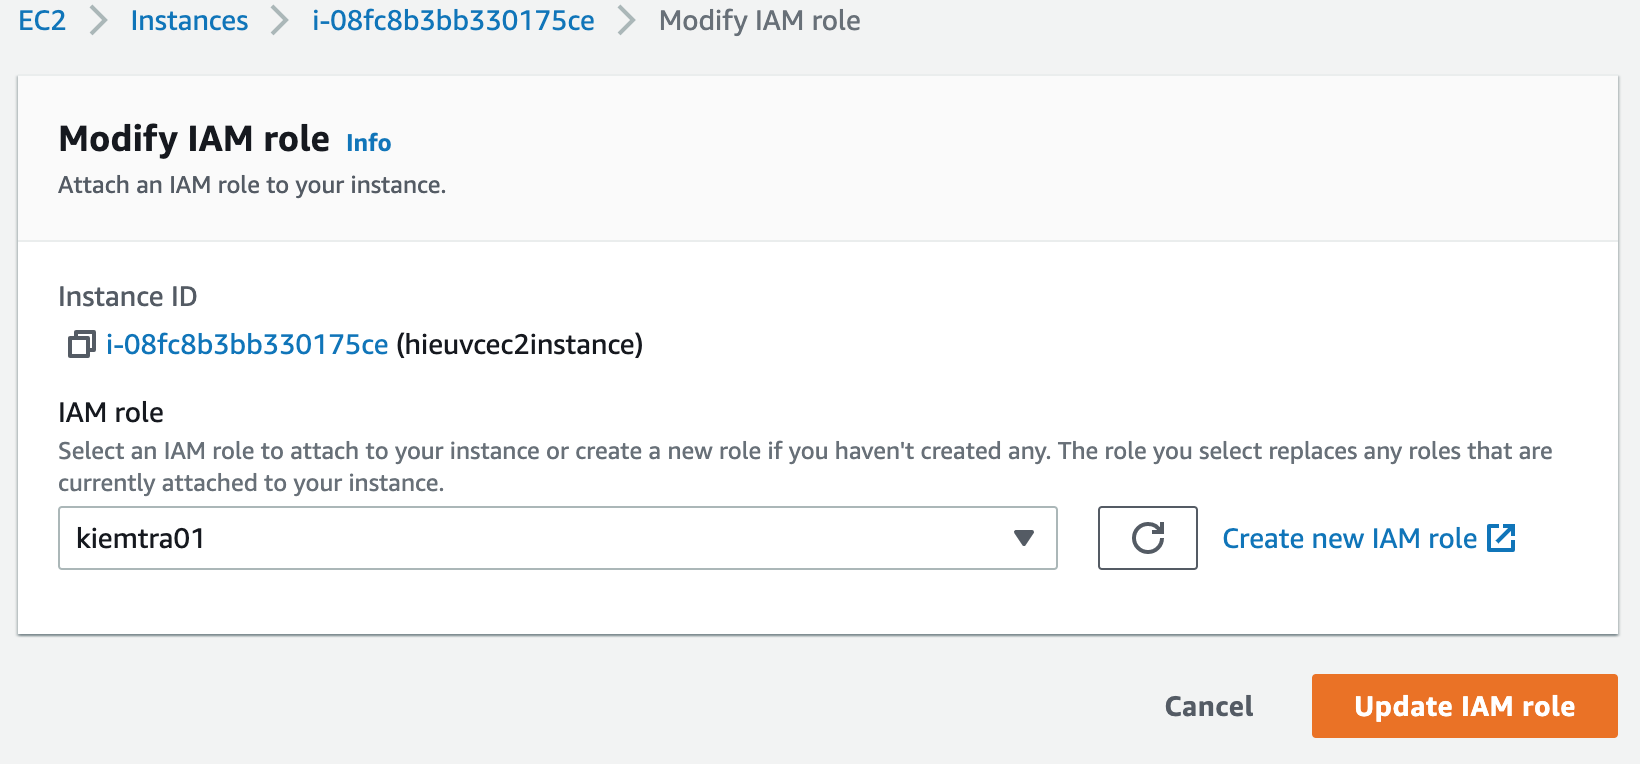 EC2 Instances i-08fc8b3bb330175ce Modify IAM role
Modify IAM role Info
Attach an IAM role to your instance.
Instance ID
i-08fc8b3bb330175ce (hieuvcec2instance)
IAM role
Select an IAM role to attach to your instance or create a new role if you haven't created any. The role you select replaces any roles that are
currently attached to your instance.
kiemtra01
Create new IAM role
Cancel Update IAM role